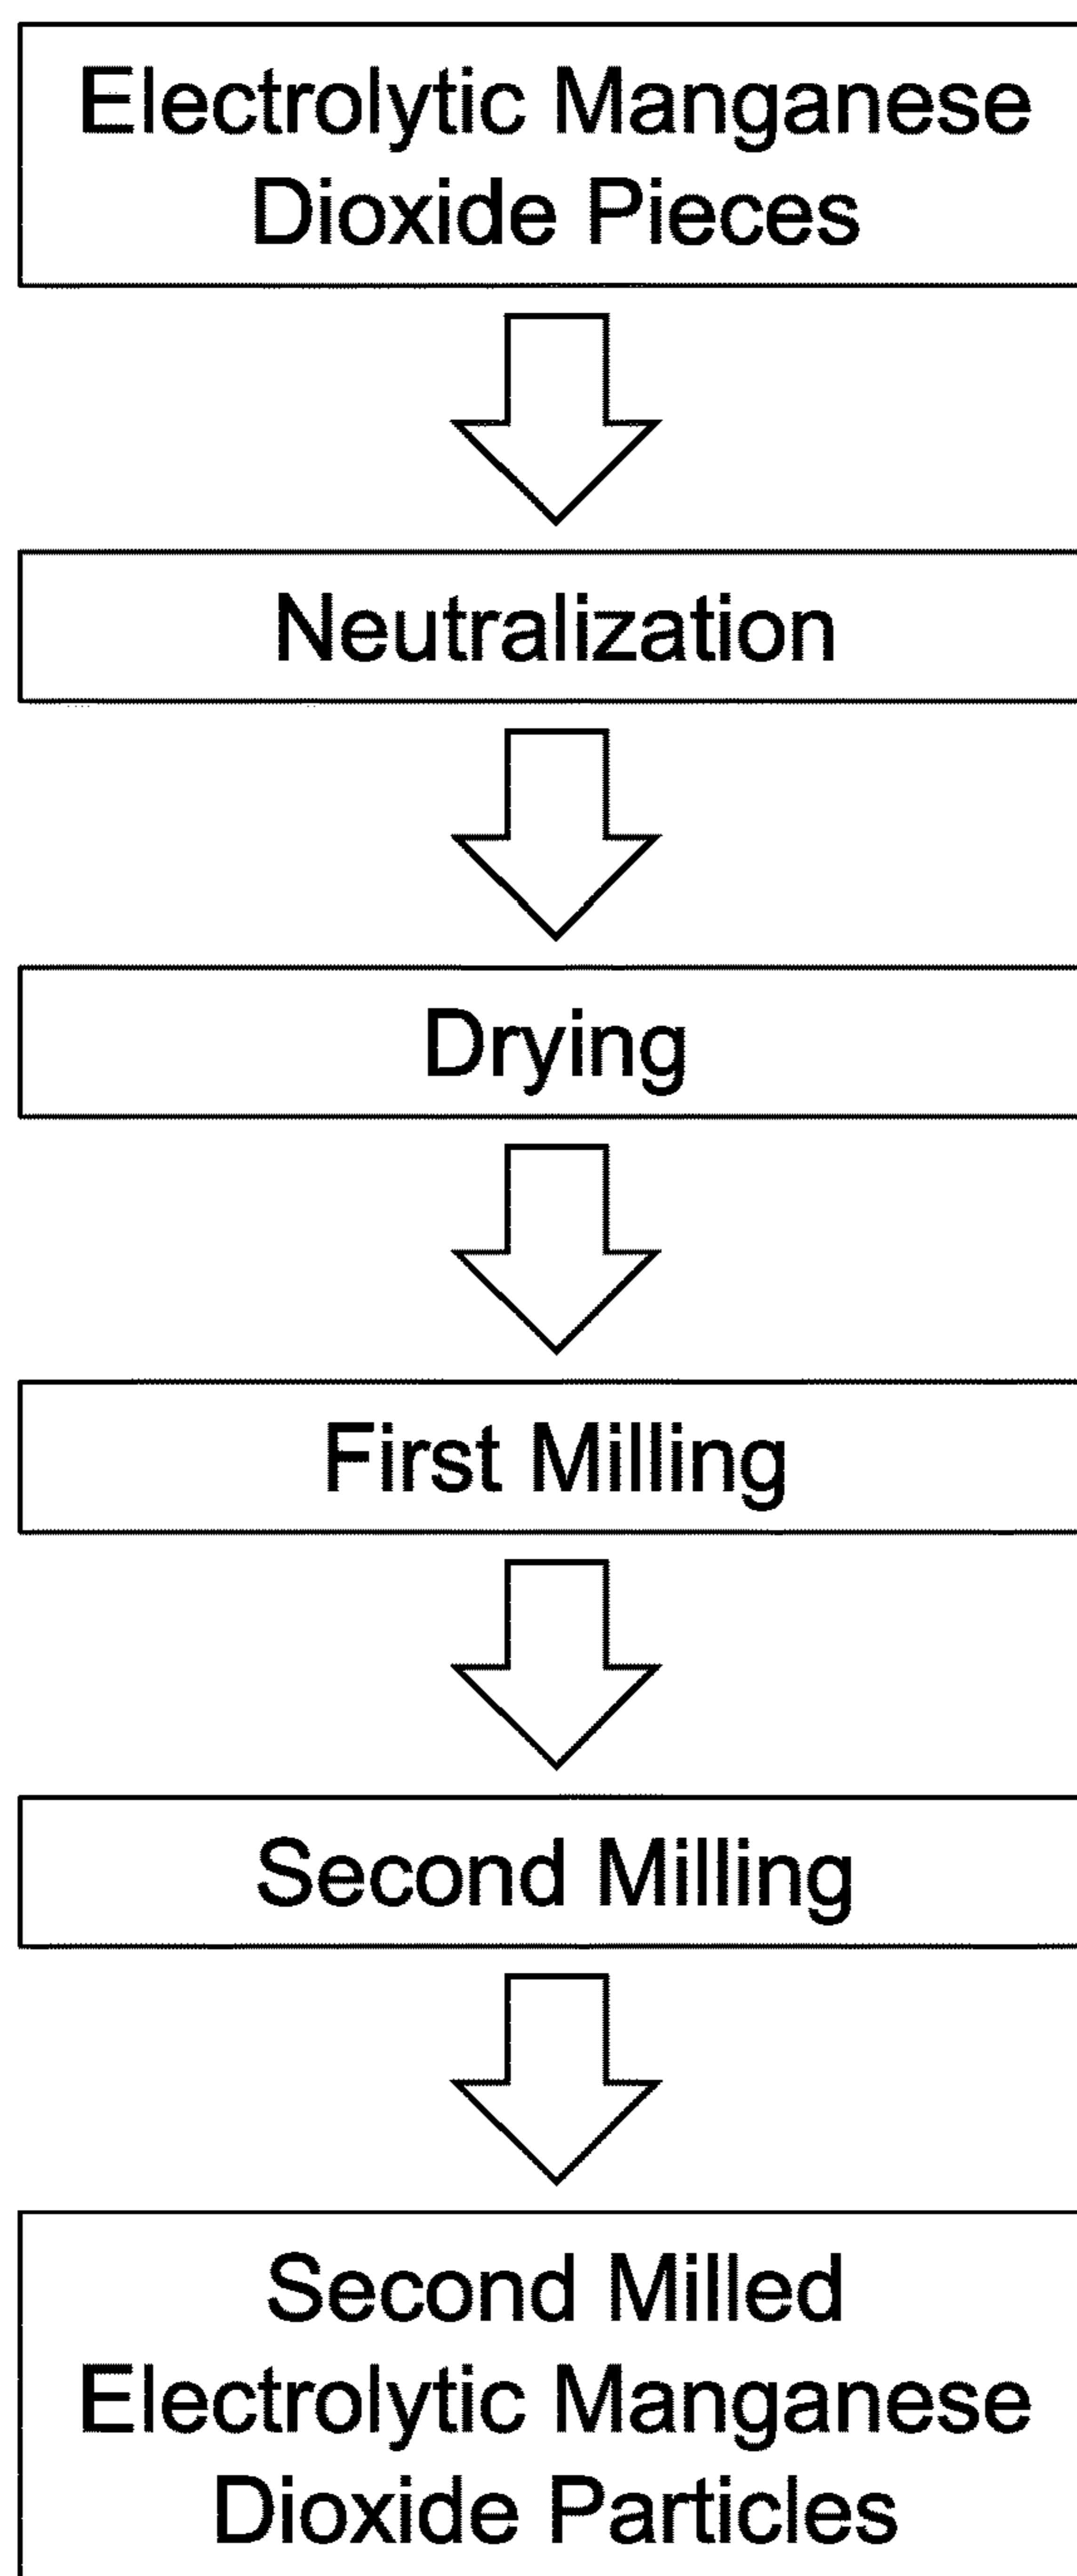 Electrolytic Manganese
Dioxide Pieces
Neutralization
Drying
First Milling
Second Milling
Second Milled
Electrolytic Manganese
Dioxide Particles